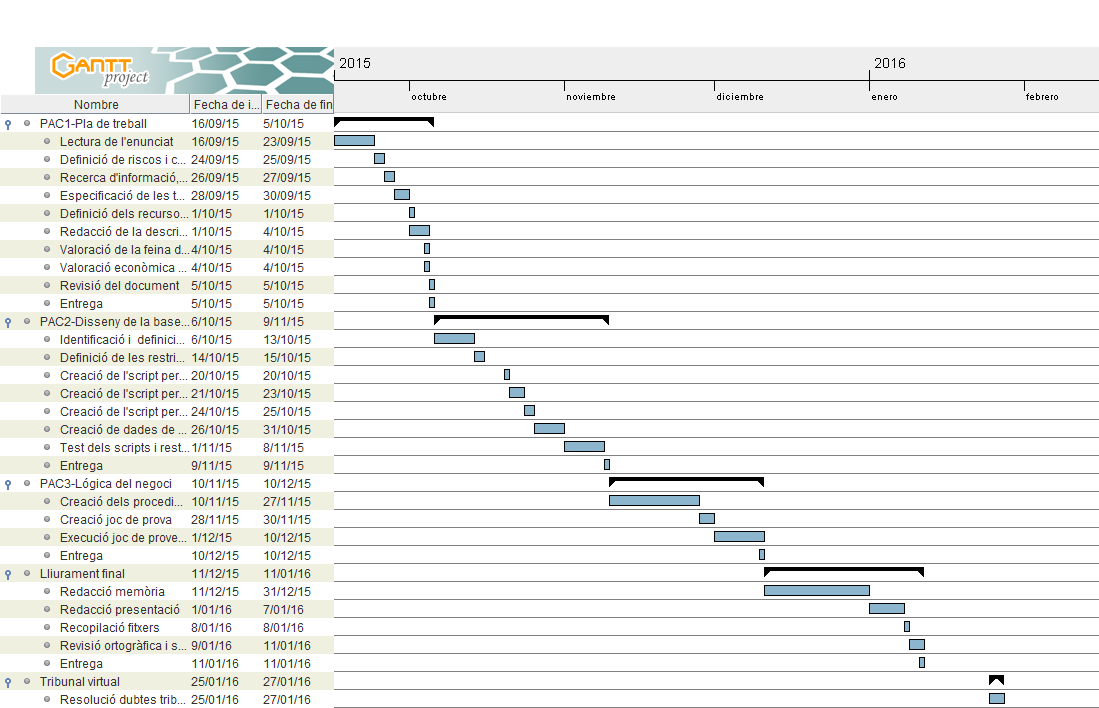 GANTT project
2015 2016
octubre noviembre diciembre enero febrero
Nombre Fecha de i... Fecha de fin
PAC1-Pla de treball 16/09/15 5/10/15
Lectura de l'enunciat 16/09/15 23/09/15
Definició de riscos i c... 24/09/15 25/09/15
Recerca d'informació,... 26/09/15 27/09/15
Especificació de les t... 28/09/15 30/09/15
Definició dels recurso... 1/10/15 1/10/15
Redacció de la descri... 1/10/15 4/10/15
Valoració de la feina d... 4/10/15 4/10/15
Valoració econòmica ... 4/10/15 4/10/15
Revisió del document 5/10/15 5/10/15
Entrega 5/10/15 5/10/15
PAC2-Disseny de la base... 6/10/15 9/11/15
Identificació i definici... 6/10/15 13/10/15
Definició de les restri... 14/10/15 15/10/15
Creació de l'script per... 20/10/15 20/10/15
Creació de l'script per... 21/10/15 23/10/15
Creació de l'script per... 24/10/15 25/10/15
Creació de dades de ... 26/10/15 31/10/15
Test dels scripts i rest... 1/11/15 8/11/15
Entrega 9/11/15 9/11/15
PAC3-Lógica del negoci 10/11/15 10/12/15
Creació dels procedi... 10/11/15 27/11/15
Creació joc de prova 28/11/15 30/11/15
Execució joc de prove... 1/12/15 10/12/15
Entrega 10/12/15 10/12/15
Lliurament final 11/12/15 11/01/16
Redacció memòria 11/12/15 31/12/15
Redacció presentació 1/01/16 7/01/16
Recopilació fitxers 8/01/16 8/01/16
Revisió ortogràfica i s... 9/01/16 11/01/16
Entrega 11/01/16 11/01/16
Tribunal virtual 25/01/16 27/01/16
Resolució dubtes trib... 25/01/16 27/01/16